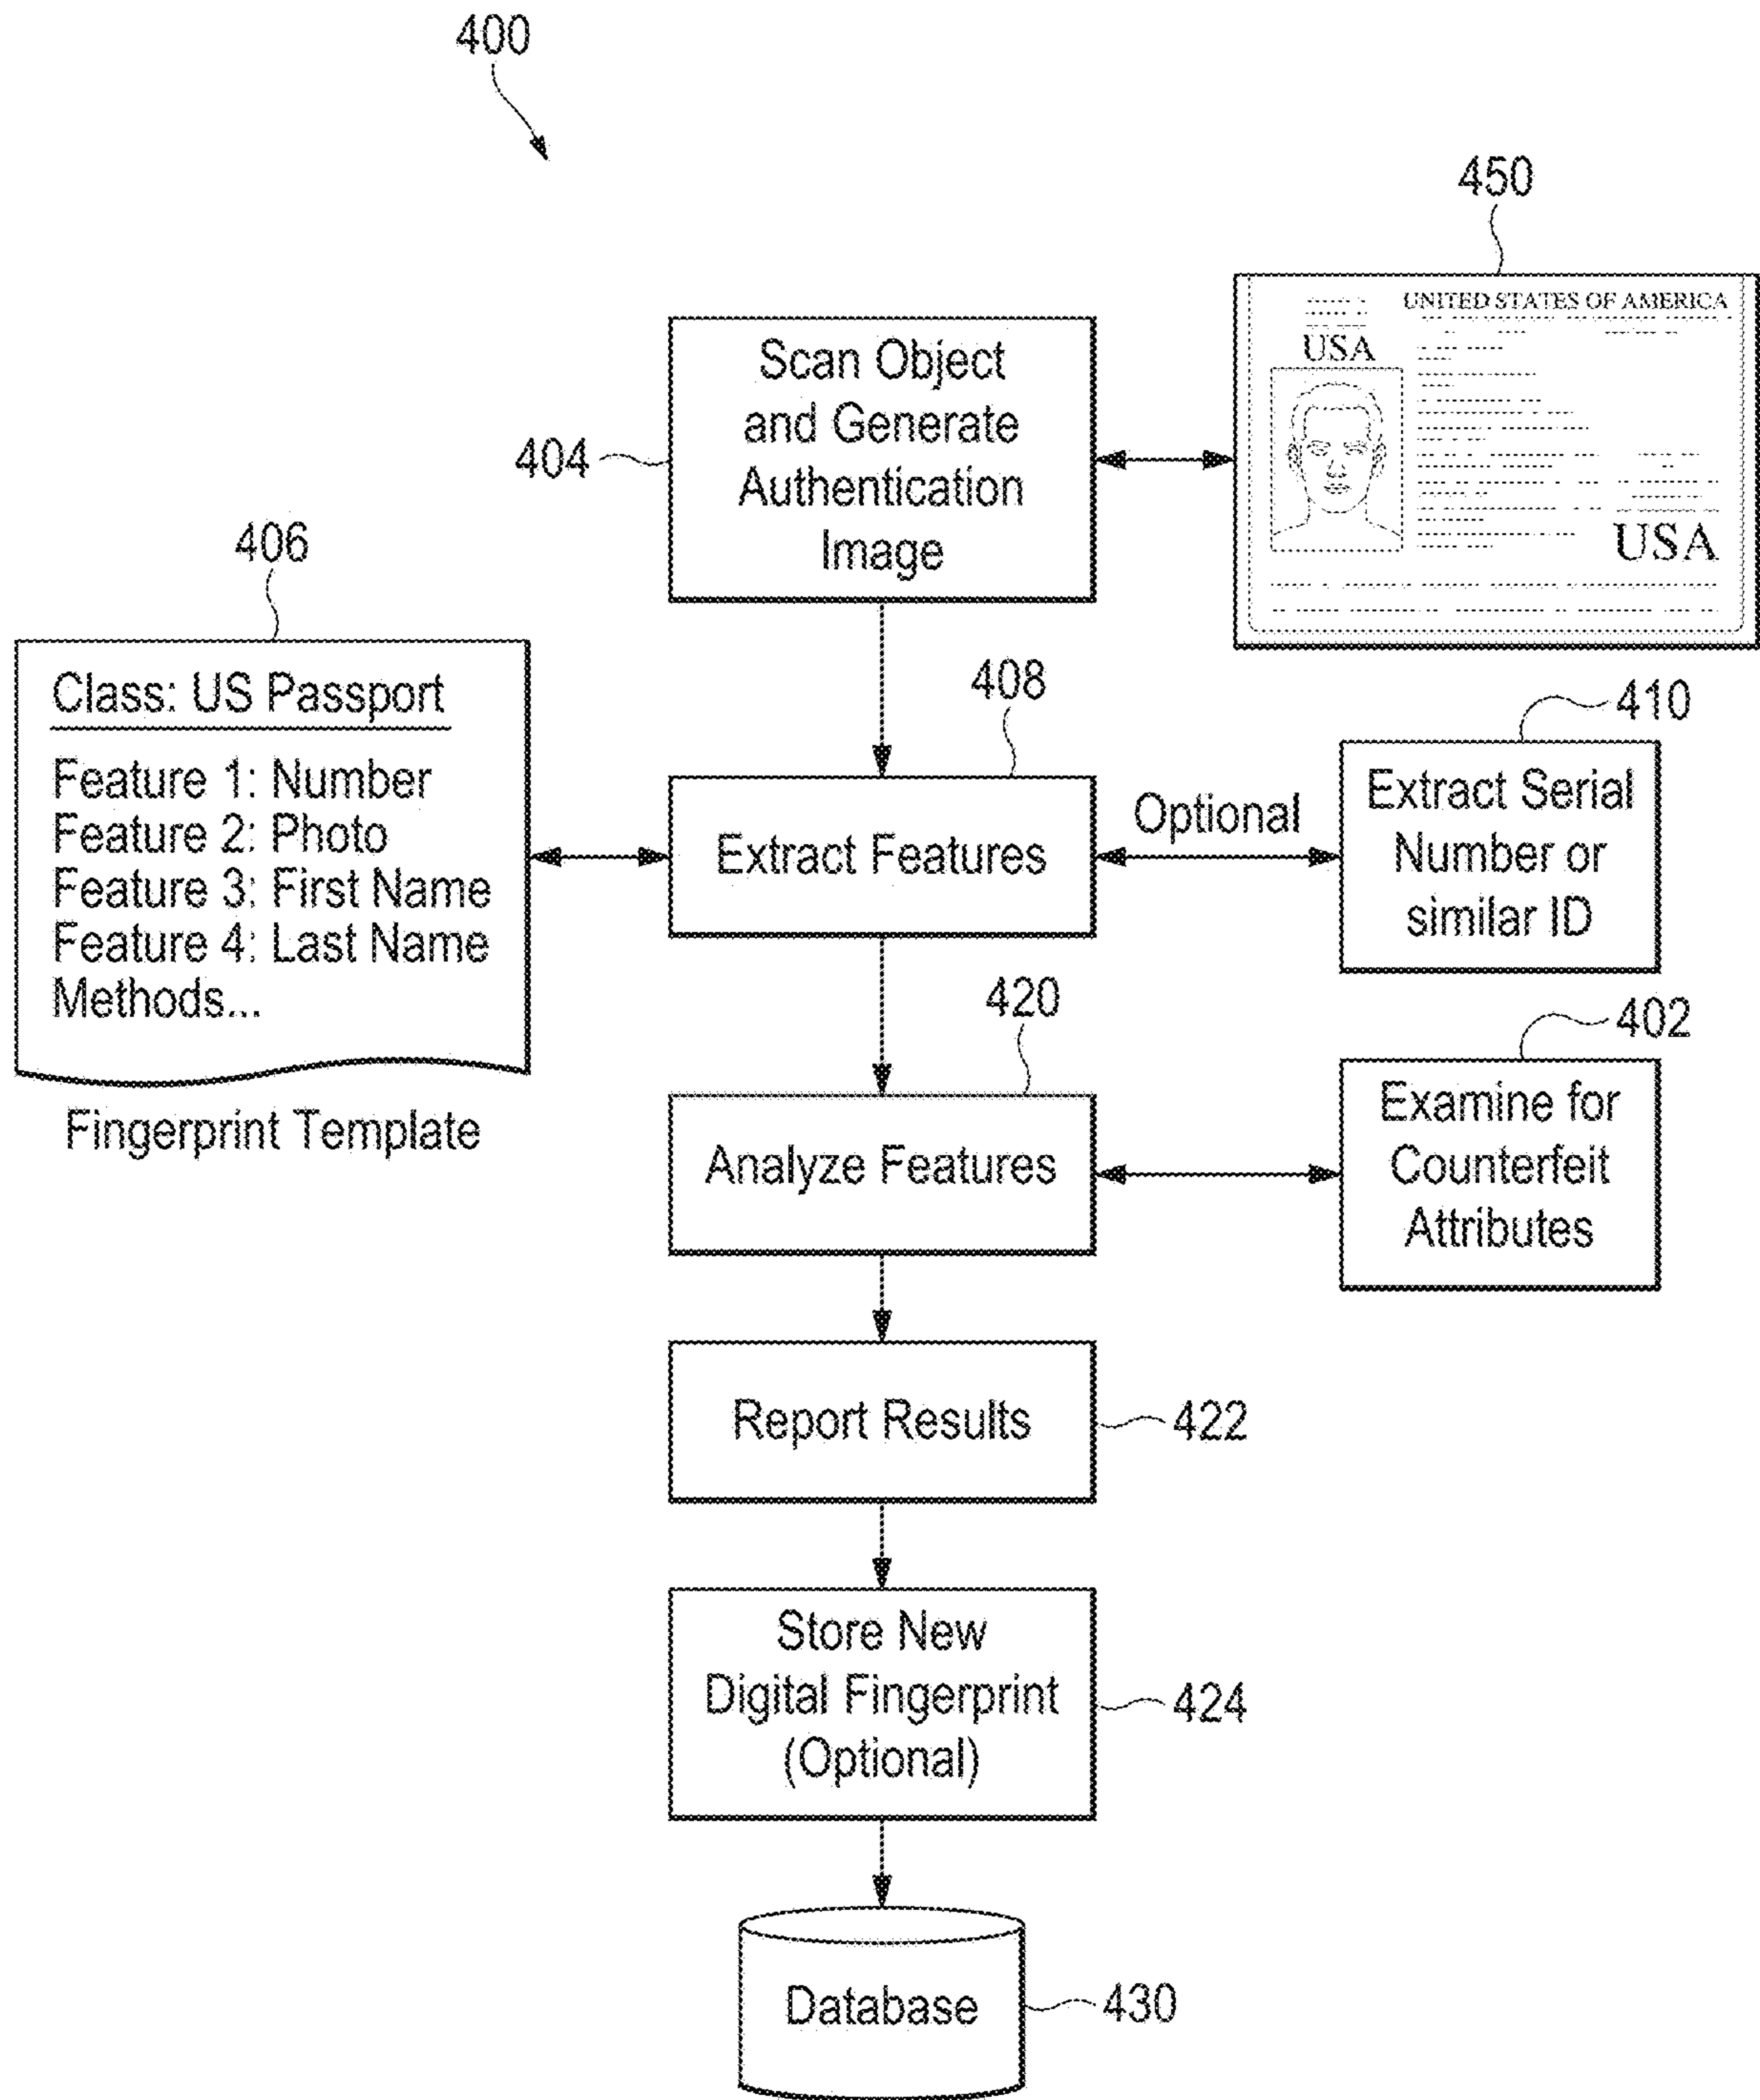 400
450
UNITED STATES OF AMERICA
USA
USA
Scan Object
and Generate
Authentication
Image
404
406
Class: US Passport
Feature 1: Number
Feature 2: Photo
Feature 3: First Name
Feature 4: Last Name
Methods...
Fingerprint Template
408
Extract Features
Optional
410
Extract Serial
Number or
similar ID
420
Analyze Features
402
Examine for
Counterfeit
Attributes
Report Results
422
Store New
Digital Fingerprint
(Optional)
424
Database
430